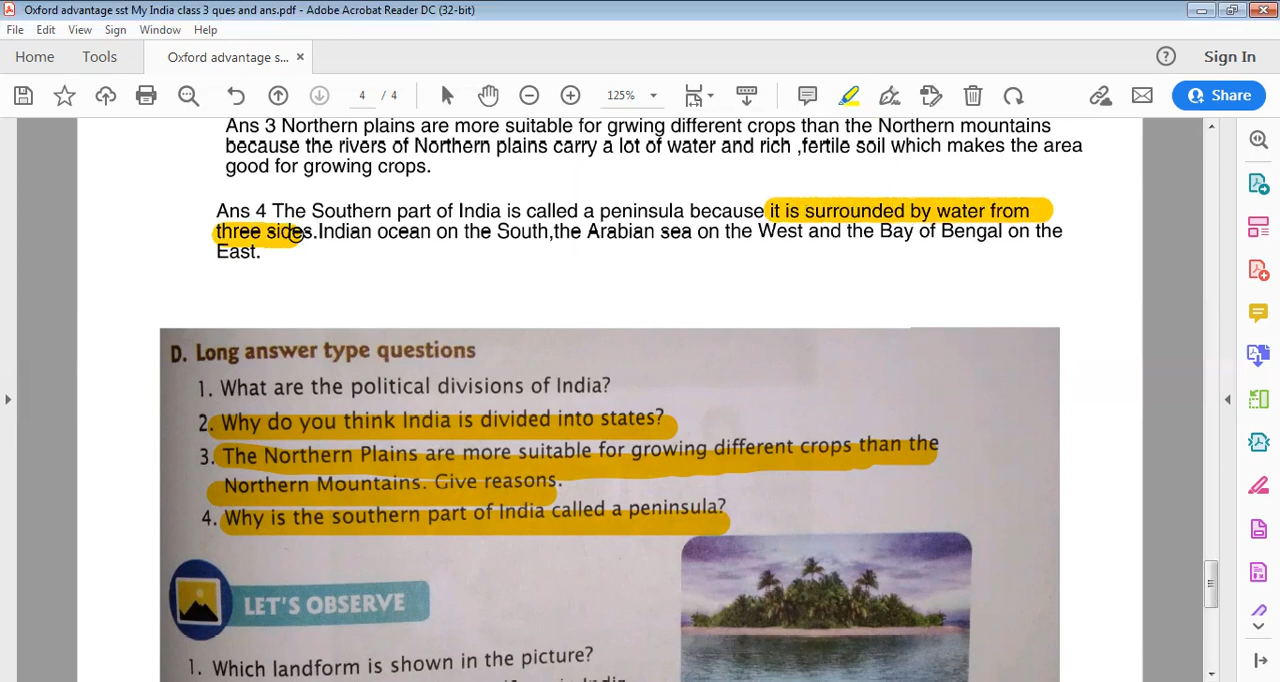 Oxford advantage sst My India class 3 ques and ans.pdf - Adobe Acrobat Reader DC (32-bit)
File Edit View Sign Window Help
Home Tools Oxford advantage s... × ? Sign In
4 / 4 125% Share
Ans 3 Northern plains are more suitable for grwing different crops than the Northern mountains
because the rivers of Northern plains carry a lot of water and rich ,fertile soil which makes the area
good for growing crops.
Ans 4 The Southern part of India is called a peninsula because it is surrounded by water from
three sides.Indian ocean on the South,the Arabian sea on the West and the Bay of Bengal on the
East.
D. Long answer type questions
1. What are the political divisions of India?
2. Why do you think India is divided into states?
3. The Northern Plains are more suitable for growing different crops than the
Northern Mountains. Give reasons.
4. Why is the southern part of India called a peninsula?
LET'S OBSERVE
1. Which landform is shown in the picture?